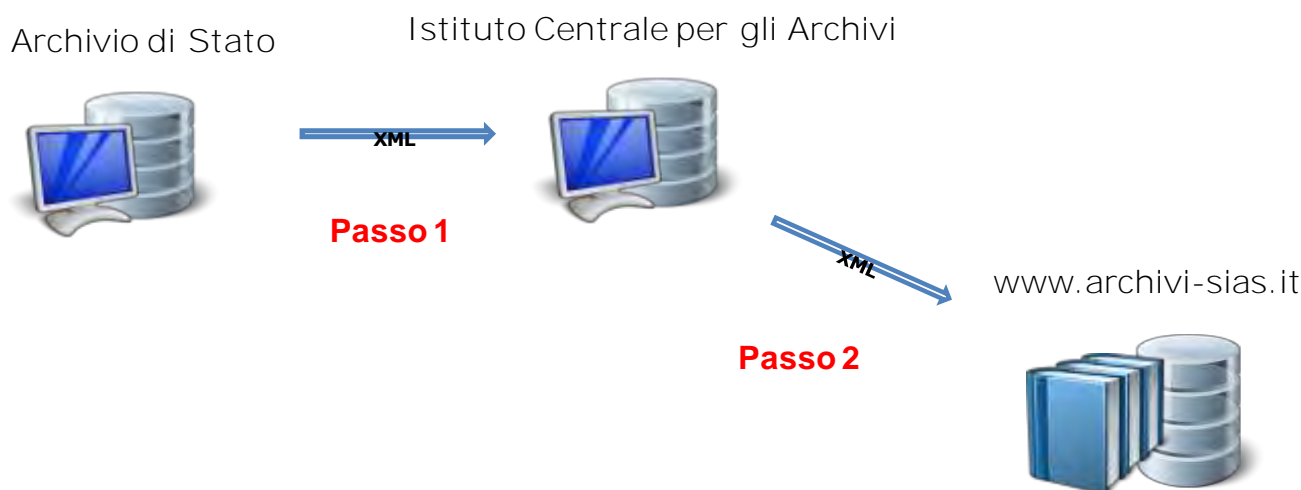 Archivio di Stato
Istituto Centrale per gli Archivi
XML
Passo 1
XML
www.archivi-sias.it
Passo 2